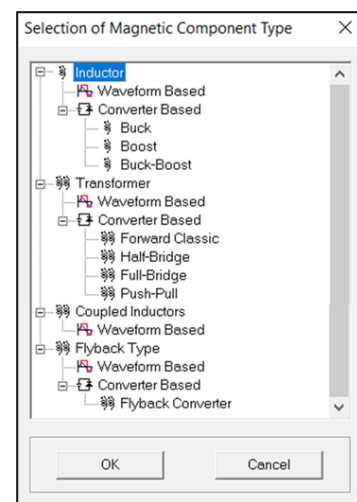 Selection of Magnetic Component Type
Inductor
Waveform Based
Converter Based
Buck
Boost
Buck-Boost
Transformer
Waveform Based
Converter Based
Forward Classic
Half-Bridge
Full-Bridge
Push-Pull
Coupled Inductors
Waveform Based
Flyback Type
Waveform Based
Converter Based
Flyback Converter
OK Cancel